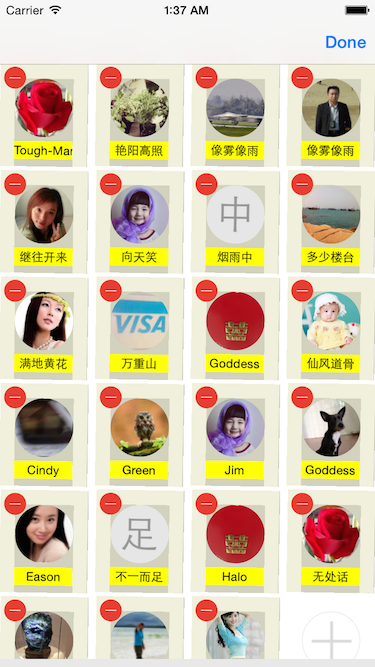 Carrier 1:37 AM
Done
Tough-Mar
艳阳高照
像雾像雨
像雾像雨
继往开来
向天笑
中
烟雨中
多少楼台
满地黄花
VISA
万重山
Goddess
仙风道骨
Cindy
Green
Jim
Goddess
Eason
足
不一而足
Halo
无处话